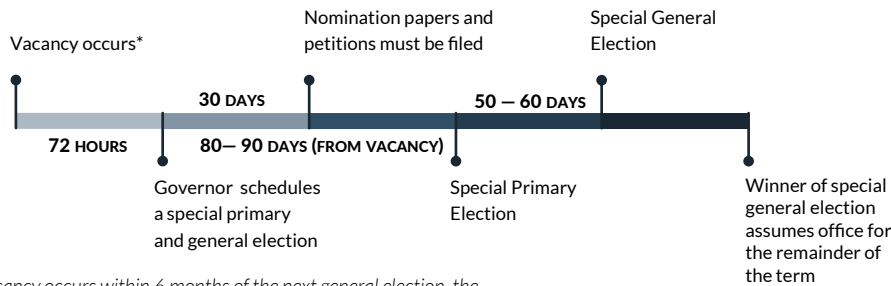 Vacancy occurs*
Nomination papers and
petitions must be filed
Special General
Election
30 DAYS
50 — 60 DAYS
72 HOURS
80— 90 DAYS (FROM VACANCY)
Governor schedules
a special primary
and general election
Special Primary
Election
Winner of special
general election
assumes office for
the remainder of
the term
occurs within 6 months of the next general election, the